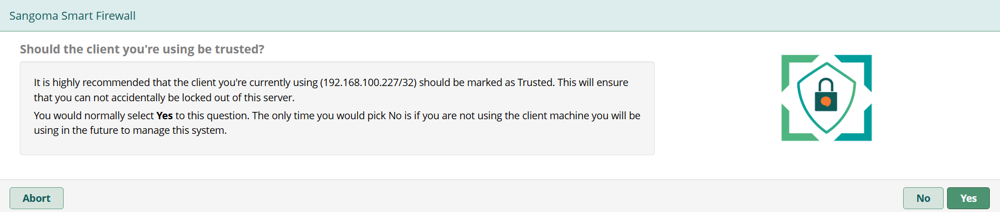 Sangoma Smart Firewall
Should the client you're using be trusted?
It is highly recommended that the client you're currently using (192.168.100.227/32) should be marked as Trusted. This will ensure
that you can not accidentally be locked out of this server.
You would normally select Yes to this question. The only time you would pick No is if you are not using the client machine you will be
using in the future to manage this system.
Abort
No
Yes